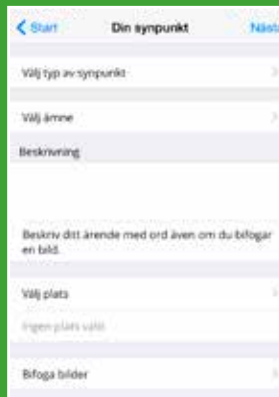 Start Din synpunkt Nästa
Välj typ av synpunkt
Välj ämne
Beskrivning
Beskriv ditt ärende med ord även om du bifogar
en bild.
Välj plats
Ingen plats vald.
Bifoga bilder